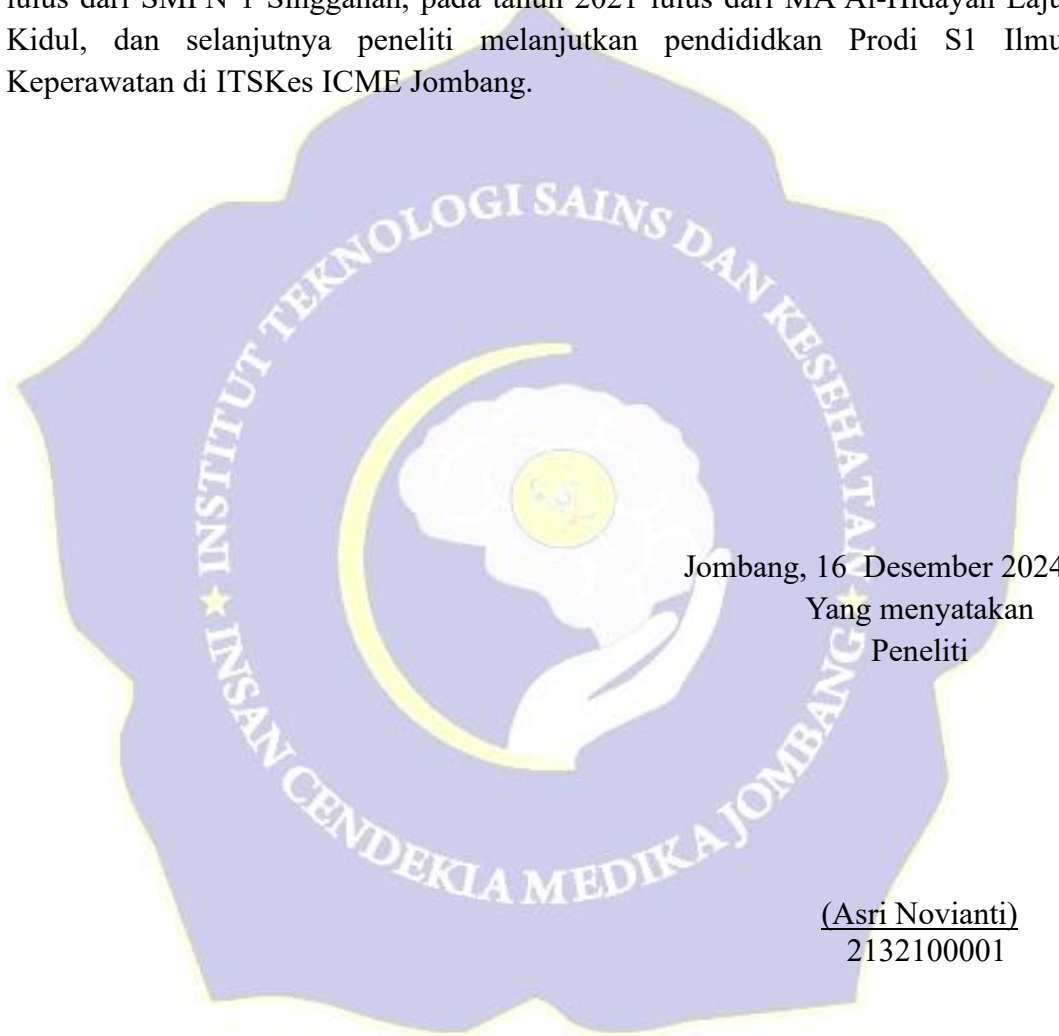 lulus dari SMPN 1 Singgahan, pada tahun 2021 lulus dari MA Al-Hidayah Laju
Kidul, dan selanjutnya peneliti melanjutkan pendididkan Prodi S1 Ilmu
Keperawatan di ITSKes ICME Jombang.
INSTITUT TEKNOLOGI SAINS DAN KESEHATAN
INSAN CENDEKIA MEDIKA JOMBANG
Jombang, 16 Desember 2024
Yang menyatakan
Peneliti
(Asri Novianti)
2132100001